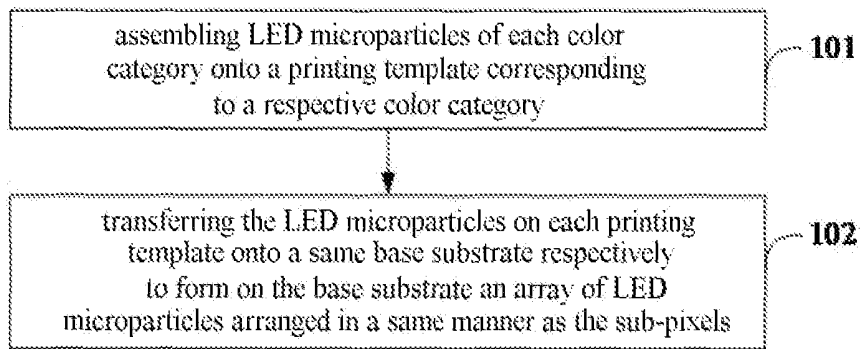 assembling LED microparticles of each color
category onto a printing template corresponding
to a respective color category
101
transferring the LED microparticles on each printing
template onto a same base substrate respectively
to form on the base substrate an array of LED
microparticles arranged in a same manner as the sub-pixels
102